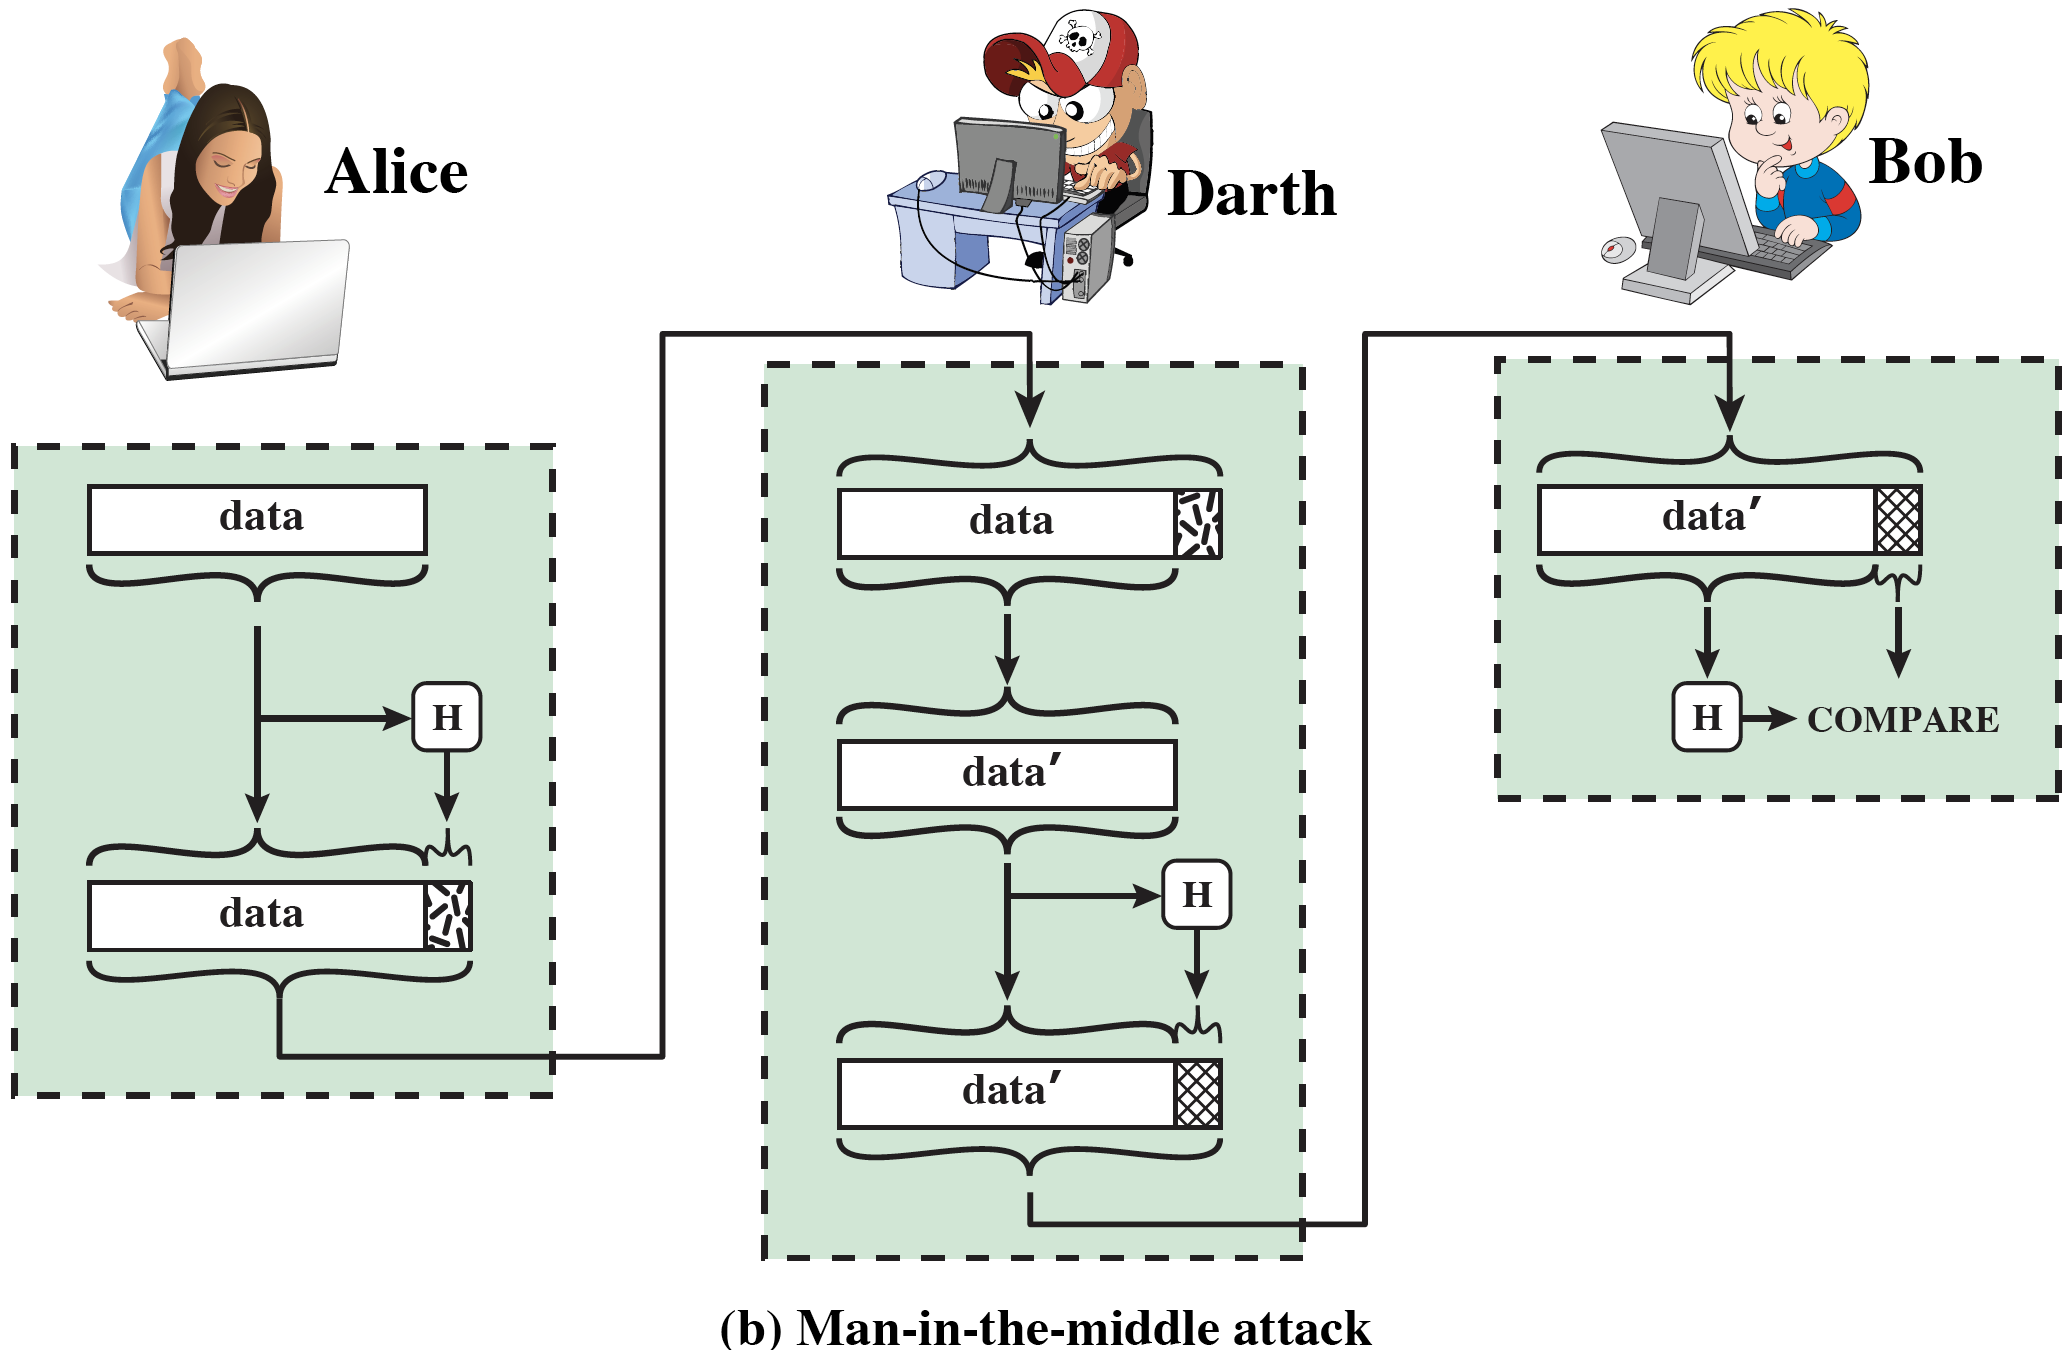 Alice
Darth
Bob
data
H
data
data
data′
H
data′
data′
H
COMPARE
(b) Man-in-the-middle attack